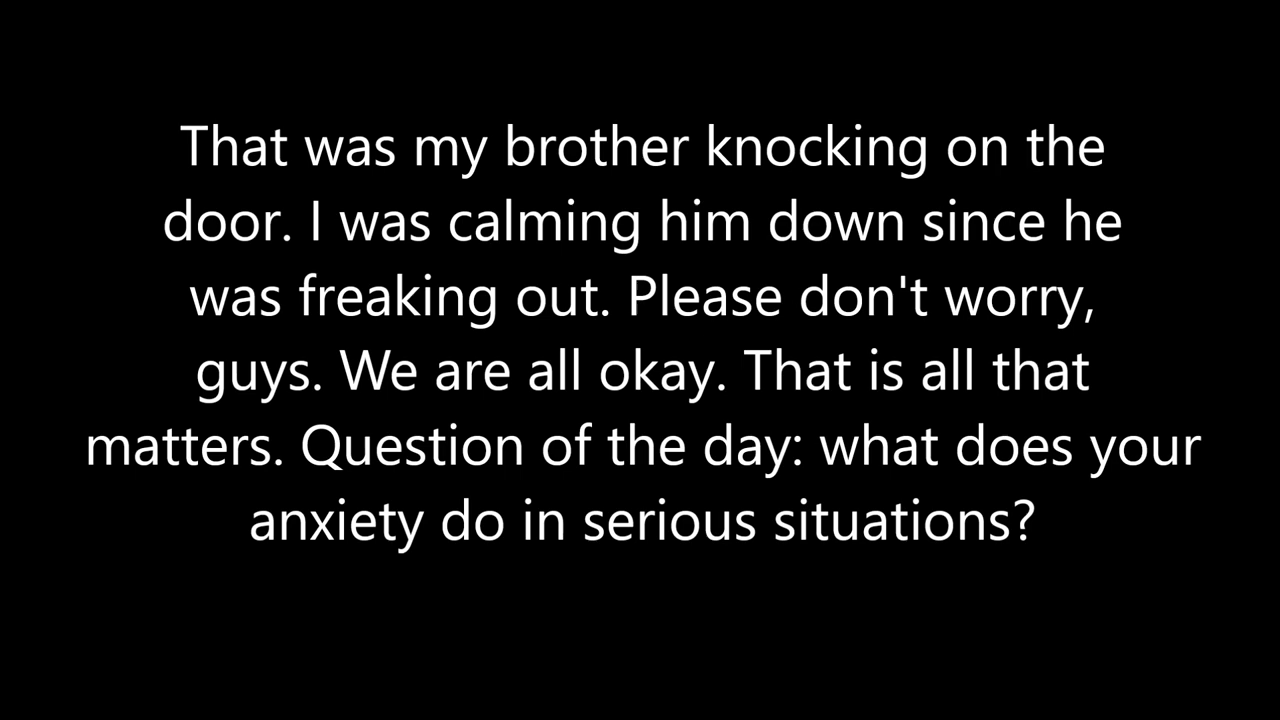 That was my brother knocking on the
door. I was calming him down since he
was freaking out. Please don't worry,
guys. We are all okay. That is all that
matters. Question of the day: what does your
anxiety do in serious situations?